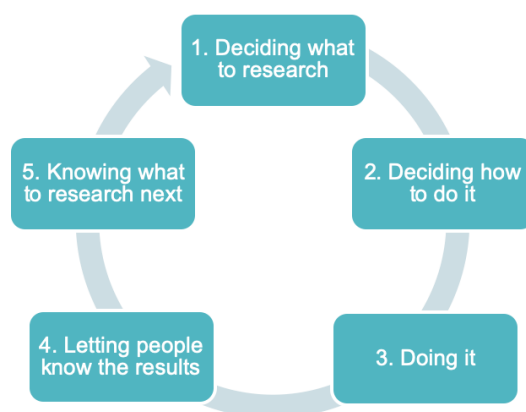 1. Deciding what
to research
2. Deciding how
to do it
3. Doing it
4. Letting people
know the results
5. Knowing what
to research next